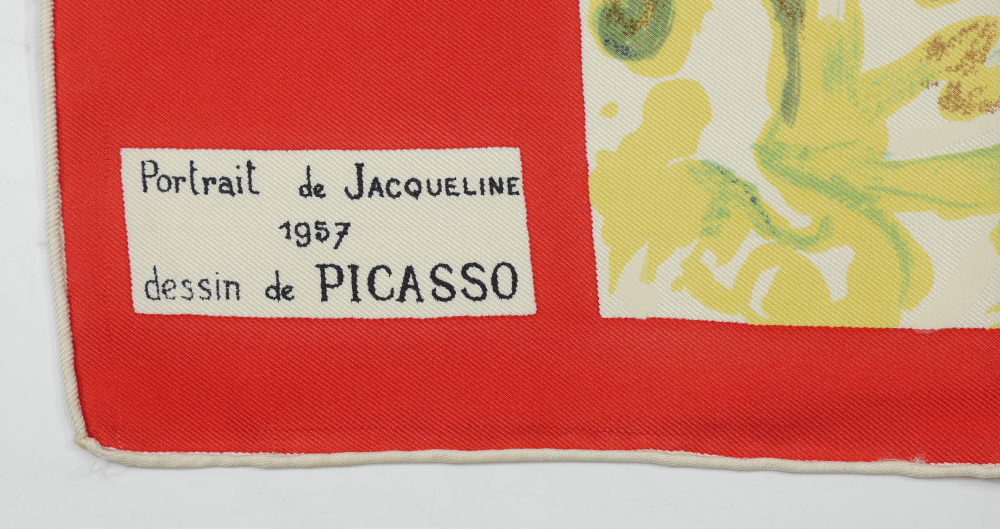 Portrait de JACQUELINE
1957
dessin de PICASSO